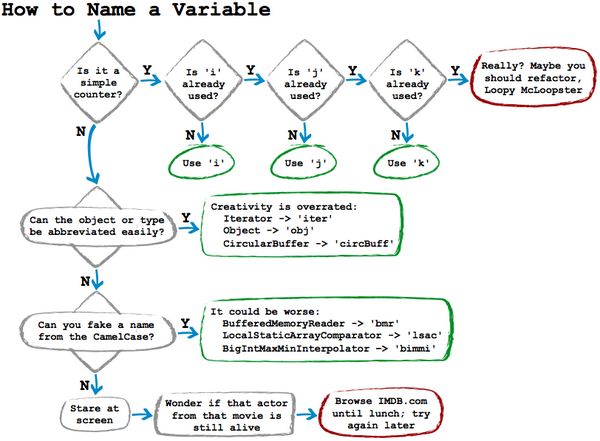 How to Name a Variable
Is it a
simple
counter?
Y
Is 'i'
already
used?
Y
Is 'j'
already
used?
Y
Is 'k'
already
used?
Y
Really? Maybe you
should refactor,
Loopy McLoopster
N
N
N
N
Use 'i'
Use 'j'
Use 'k'
Can the object or type
be abbreviated easily?
Y
Creativity is overrated:
Iterator -> 'iter'
Object -> 'obj'
CircularBuffer -> 'circBuff'
N
Can you fake a name
from the CamelCase?
Y
It could be worse:
BufferedMemoryReader -> 'bmr'
LocalStaticArrayComparator -> 'lsac'
BigIntMaxMinInterpolator -> 'bimmi'
N
Stare at
screen
Wonder if that actor
from that movie is
still alive
Browse IMDB.com
until lunch; try
again later